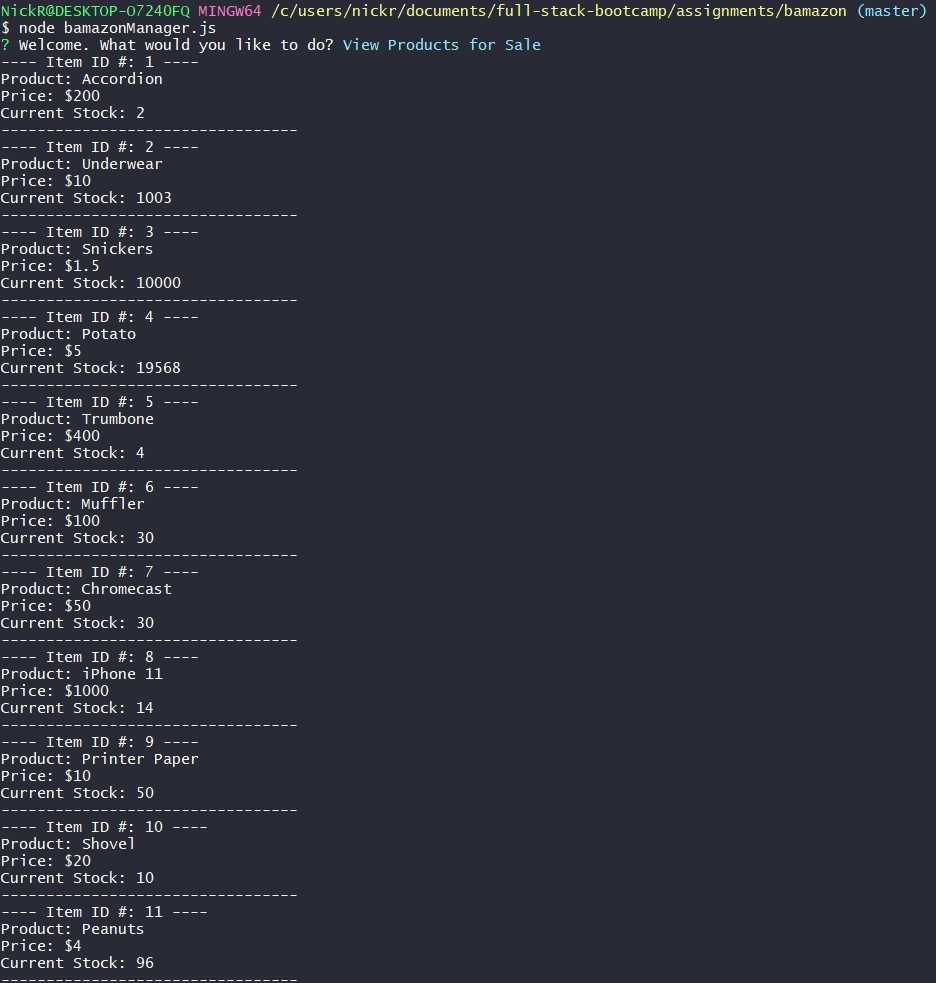 NickR@DESKTOP-O724OFQ MINGW64 /c/users/nickr/documents/full-stack-bootcamp/assignments/bamazon (master)
$ node bamazonManager.js
? Welcome. What would you like to do? View Products for Sale
---- Item ID #: 1 ----
Product: Accordion
Price: $200
Current Stock: 2
---------------------------------
---- Item ID #: 2 ----
Product: Underwear
Price: $10
Current Stock: 1003
---------------------------------
---- Item ID #: 3 ----
Product: Snickers
Price: $1.5
Current Stock: 10000
---------------------------------
---- Item ID #: 4 ----
Product: Potato
Price: $5
Current Stock: 19568
---------------------------------
---- Item ID #: 5 ----
Product: Trumbone
Price: $400
Current Stock: 4
---------------------------------
---- Item ID #: 6 ----
Product: Muffler
Price: $100
Current Stock: 30
---------------------------------
---- Item ID #: 7 ----
Product: Chromecast
Price: $50
Current Stock: 30
---------------------------------
---- Item ID #: 8 ----
Product: iPhone 11
Price: $1000
Current Stock: 14
---------------------------------
---- Item ID #: 9 ----
Product: Printer Paper
Price: $10
Current Stock: 50
---------------------------------
---- Item ID #: 10 ----
Product: Shovel
Price: $20
Current Stock: 10
---------------------------------
---- Item ID #: 11 ----
Product: Peanuts
Price: $4
Current Stock: 96
---------------------------------